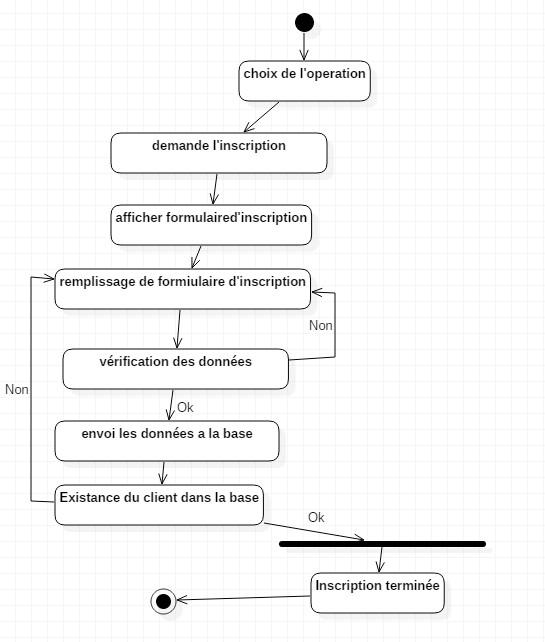 choix de l'operation
demande l'inscription
afficher formulaired'inscription
remplissage de formiulaire d'inscription
Non
vérification des données
Non
Ok
envoi les données a la base
Existance du client dans la base
Ok
Inscription terminée